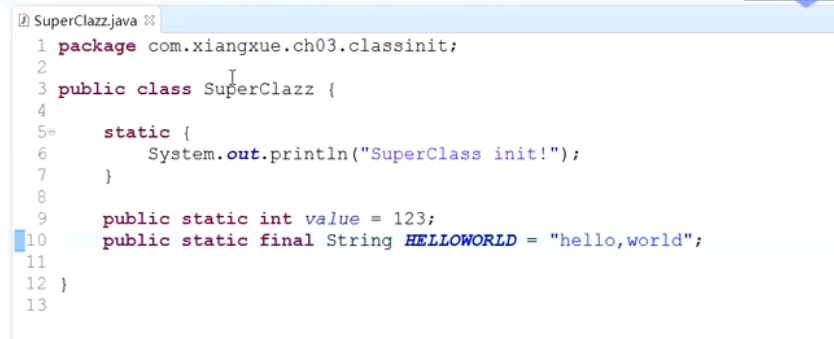 SuperClazz.java
1 package com.xiangxue.ch03.classinit;
2
3 public class SuperClazz {
4
5 static {
6 System.out.println("SuperClass init!");
7 }
8
9 public static int value = 123;
10 public static final String HELLOWORLD = "hello,world";
11
12 }
13